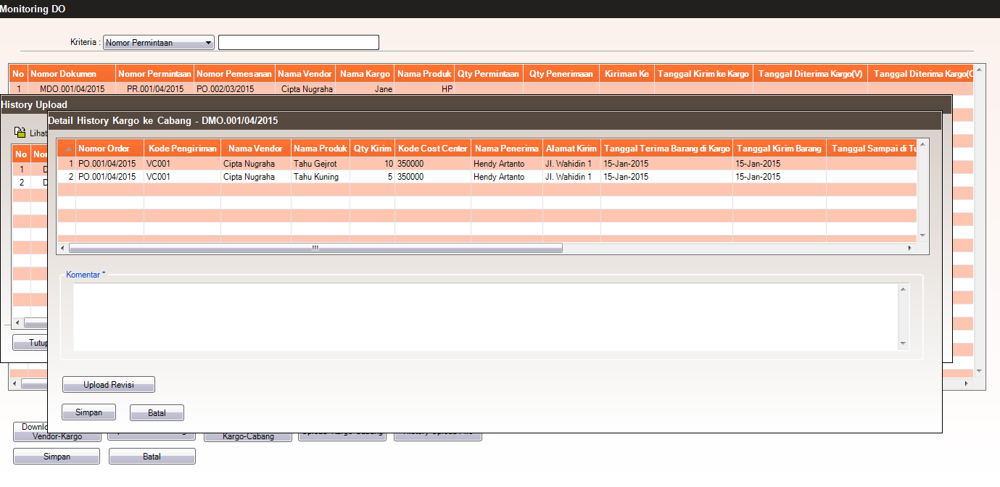 Monitoring DO
Kriteria : Nomor Permintaan
No Nomor Dokumen Nomor Permintaan Nomor Pemesanan Nama Vendor Nama Kargo Nama Produk Qty Permintaan Qty Penerimaan Kiriman Ke Tanggal Kirim ke Kargo Tanggal Diterima Kargo(V) Tanggal Diterima Kargo(C
1 MDO.001/04/2015 PR.001/04/2015 PO.002/03/2015 Cipta Nugraha Jane HP
History Upload
Detail History Kargo ke Cabang - DMO.001/04/2015
Lihat
No Nor
1 D
2 D
Nomor Order Kode Pengiriman Nama Vendor Nama Produk Qty Kirim Kode Cost Center Nama Penerima Alamat Kirim Tanggal Terima Barang di Kargo Tanggal Kirim Barang Tanggal Sampai di Tu
1 PO.001/04/2015 VC001 Cipta Nugraha Tahu Gejrot 10 350000 Hendy Artanto Jl. Wahidin 1 15-Jan-2015 15-Jan-2015
2 PO.001/04/2015 VC001 Cipta Nugraha Tahu Kuning 5 350000 Hendy Artanto Jl. Wahidin 1 15-Jan-2015 15-Jan-2015
Komentar *
Tutup
Upload Revisi
Simpan Batal
Downlo
Vendor-Kargo Kargo-Cabang
Simpan Batal